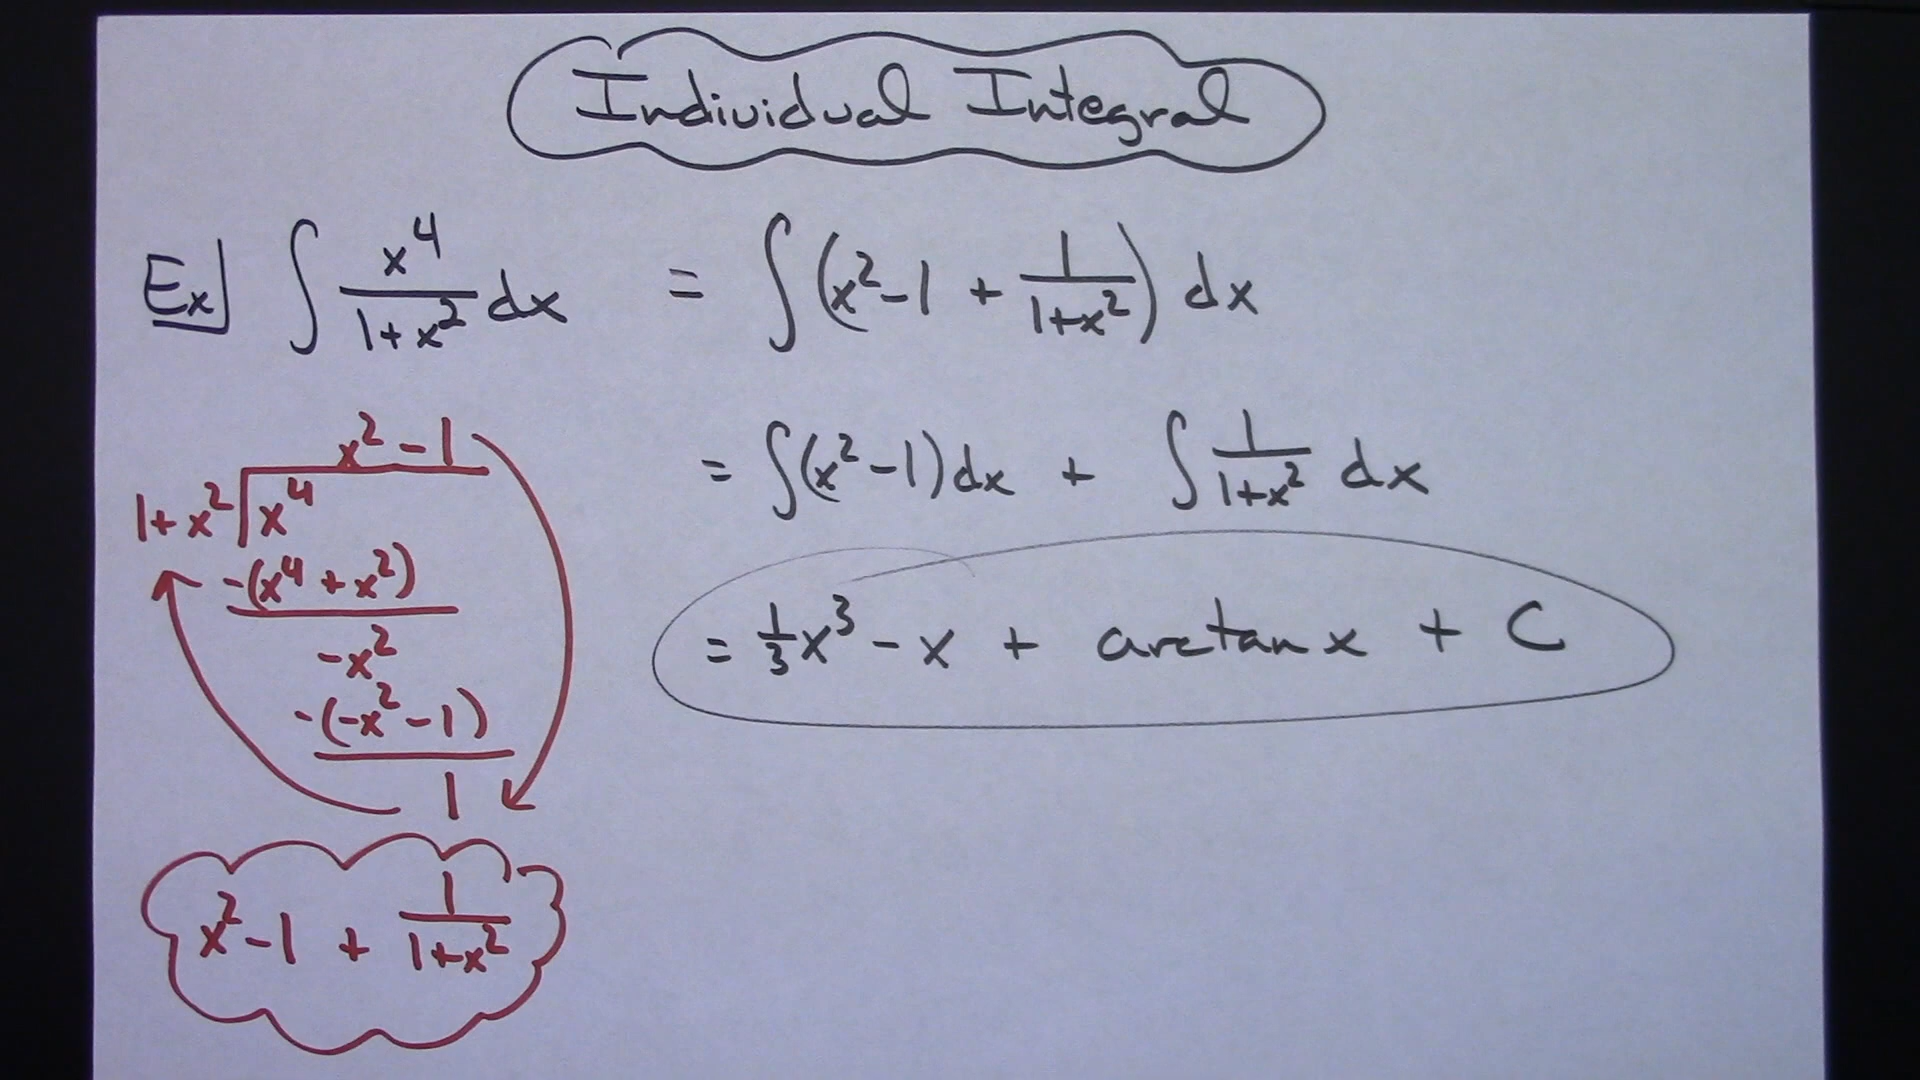 Individual Integral
Ex] ∫ x⁴/(1+x²) dx = ∫ (x²-1 + 1/(1+x²)) dx
= ∫(x²-1)dx + ∫ 1/(1+x²) dx
= 1/3 x³ - x + arctan x + C
x² - 1
1+x² √x⁴
-(x⁴ + x²)
-x²
-(-x² - 1)
1
x²-1 + 1/(1+x²)